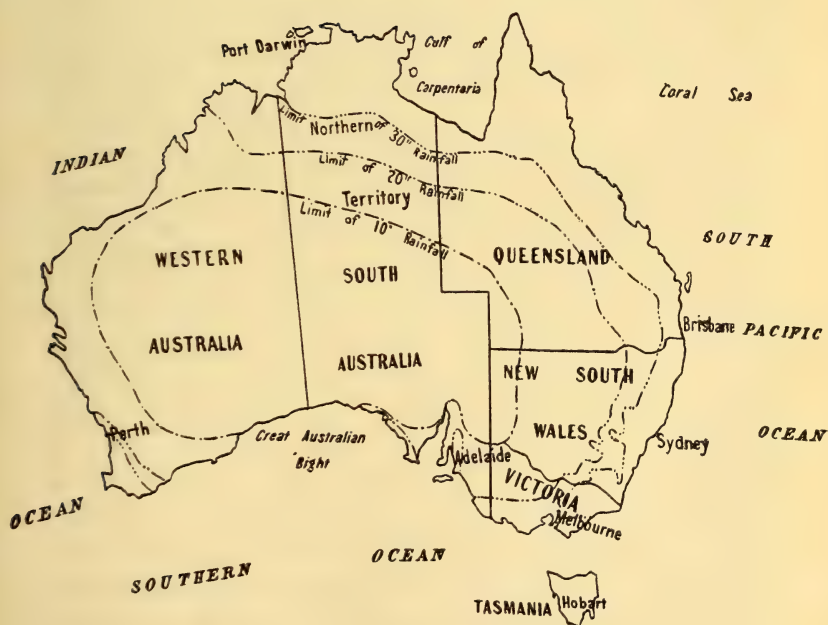 Port Darwin
Gulf of
Carpentaria
Coral Sea
INDIAN
Limit of 30" Rainfall
Northern
Limit of 20" Rainfall
Territory
Limit of 10" Rainfall
SOUTH
WESTERN
SOUTH
QUEENSLAND
Brisbane
PACIFIC
AUSTRALIA
AUSTRALIA
NEW SOUTH
WALES
Perth
Great Australian
Bight
Adelaide
Sydney
OCEAN
VICTORIA
Melbourne
OCEAN
OCEAN
SOUTHERN
TASMANIA
Hobart